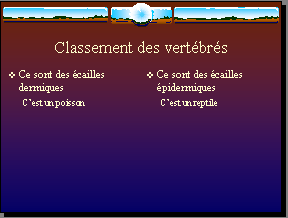 Classement des vertébrés
Ce sont des écailles
dermiques
C'est un poisson
Ce sont des écailles
épidermiques
C'est un reptile